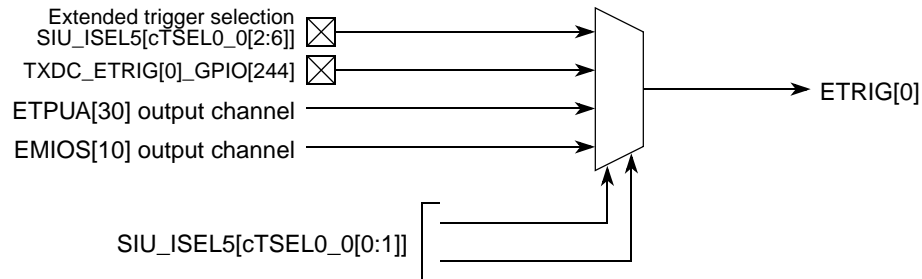 Extended trigger selection
SIU_ISEL5[cTSEL0_0[2:6]]
TXDC_ETRIG[0]_GPIO[244]
ETPUA[30] output channel
EMIOS[10] output channel
ETRIG[0]
SIU_ISEL5[cTSEL0_0[0:1]]